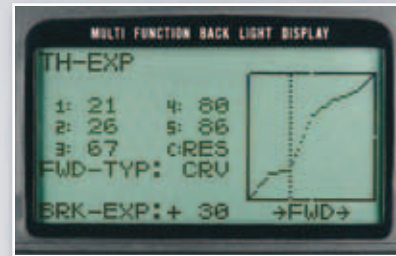 MULTI FUNCTION BACK LIGHT DISPLAY
TH-EXP
1: 21 4: 80
2: 26 5: 86
3: 67 C:RES
FWD-TYP: CRV
BRK-EXP:+ 30 →FWD→